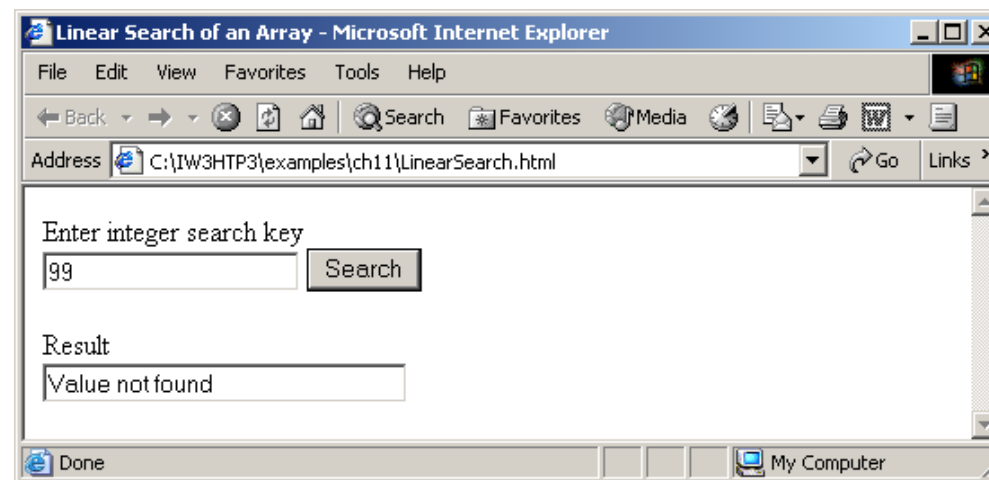 Linear Search of an Array - Microsoft Internet Explorer
File Edit View Favorites Tools Help
Back Search Favorites Media
Address C:\IW3HTP3\examples\ch11\LinearSearch.html Go Links
Enter integer search key
99 Search
Result
Value not found
Done My Computer